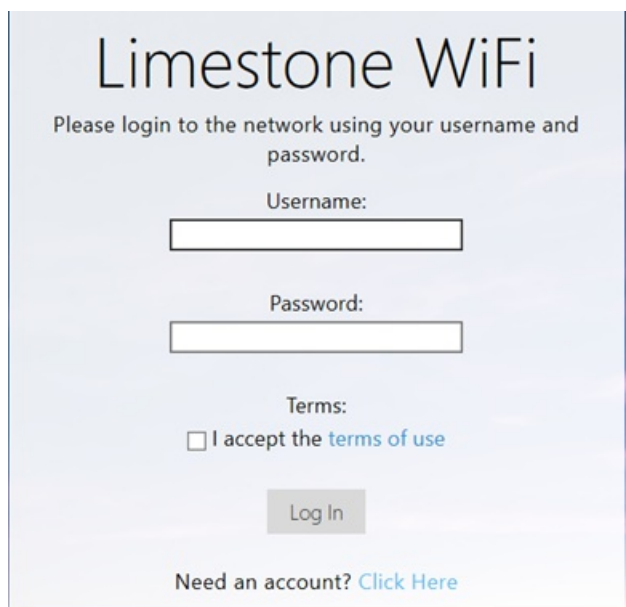 Limestone WiFi
Please login to the network using your username and
password.
Username:
Password:
Terms:
I accept the terms of use
Log In
Need an account? Click Here